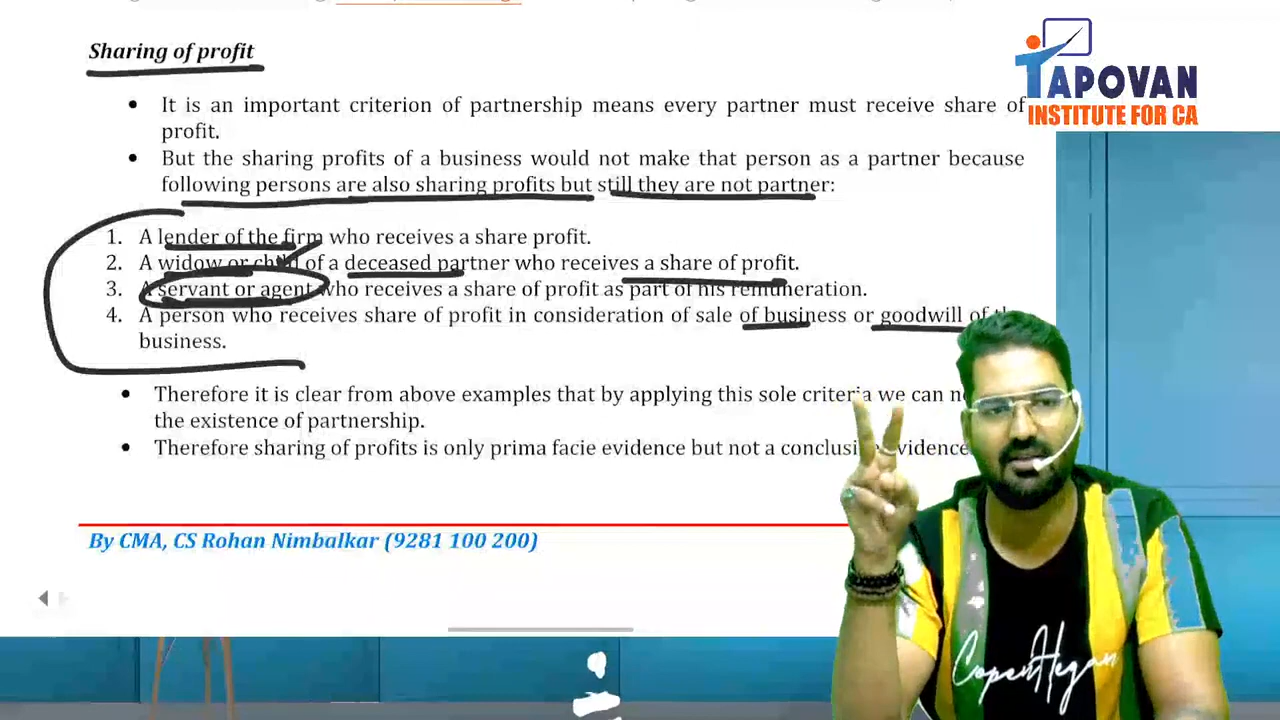 Sharing of profit
• It is an important criterion of partnership means every partner must receive share of
profit.
• But the sharing profits of a business would not make that person as a partner because
following persons are also sharing profits but still they are not partner:
1. A lender of the firm who receives a share profit.
2. A widow or child of a deceased partner who receives a share of profit.
3. A servant or agent who receives a share of profit as part of his remuneration.
4. A person who receives share of profit in consideration of sale of business or goodwill of the
business.
• Therefore it is clear from above examples that by applying this sole criteria we can
the existence of partnership.
• Therefore sharing of profits is only prima facie evidence but not a conclusive evidence
By CMA, CS Rohan Nimbalkar (9281 100 200)
TAPOVAN
INSTITUTE FOR CA
CopenHegan